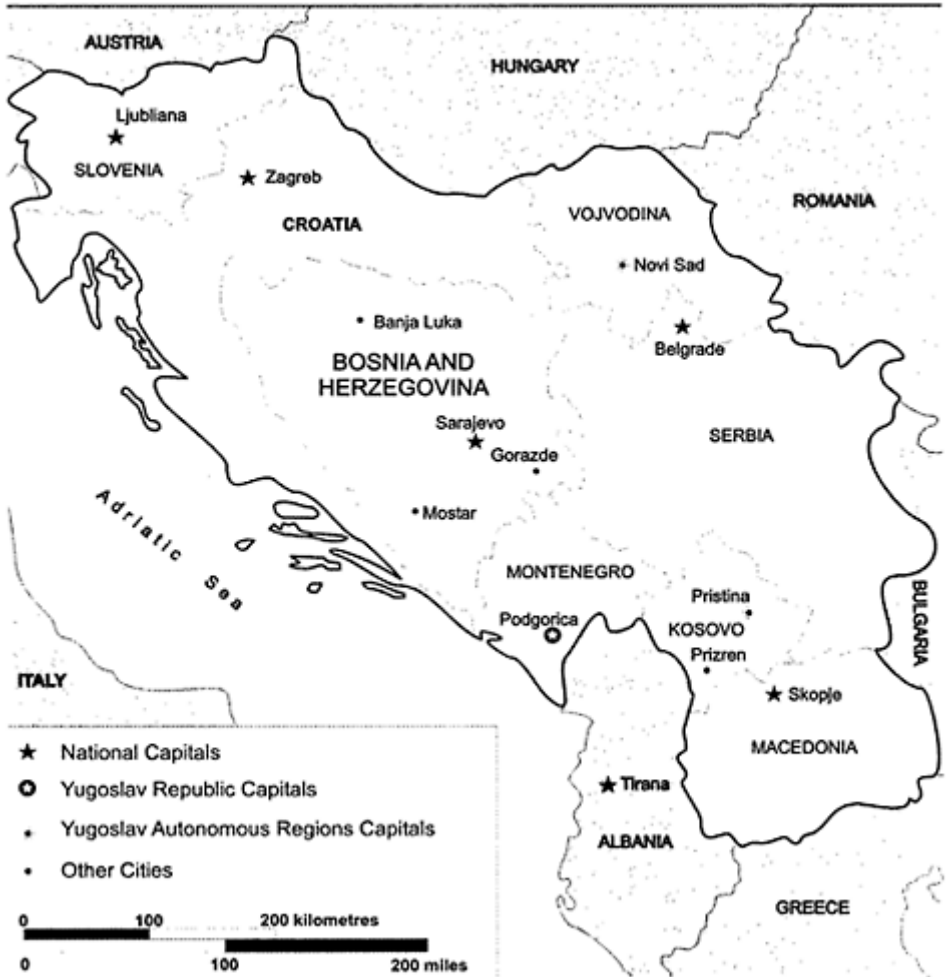 AUSTRIA
HUNGARY
Ljubliana
SLOVENIA
Zagreb
CROATIA
VOJVODINA
ROMANIA
Novi Sad
Banja Luka
Belgrade
BOSNIA AND
HERZEGOVINA
Sarajevo
SERBIA
Gorazde
Mostar
Adriatic Sea
MONTENEGRO
Pristina
Podgorica
KOSOVO
BULGARIA
Prizren
ITALY
Skopje
MACEDONIA
Tirana
ALBANIA
GREECE
National Capitals
Yugoslav Republic Capitals
Yugoslav Autonomous Regions Capitals
Other Cities
0 100 200 kilometres
0 100 200 miles